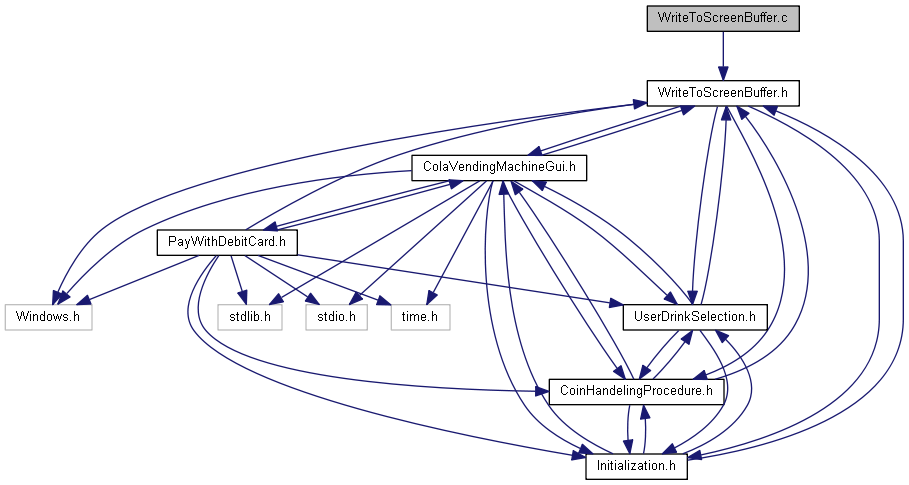 WriteToScreenBuffer.c
WriteToScreenBuffer.h
ColaVendingMachineGui.h
PayWithDebitCard.h
Windows.h
stdlib.h
stdio.h
time.h
UserDrinkSelection.h
CoinHandelingProcedure.h
Initialization.h